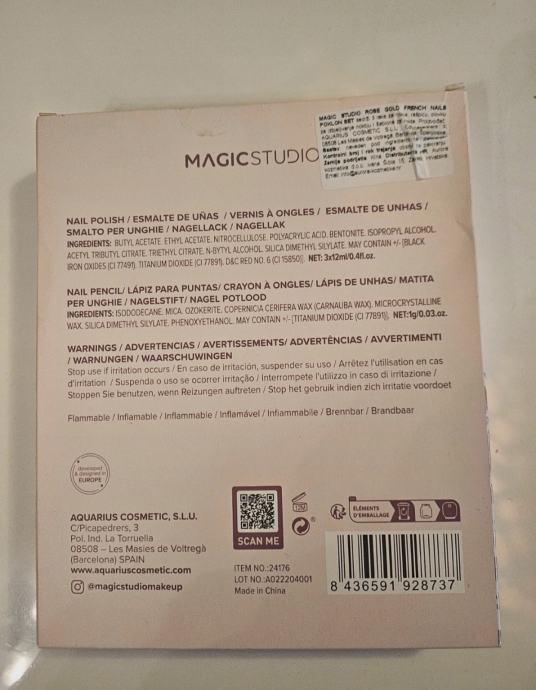 MAGIC STUDIO ROSE GOLD FRENCH NAILS
POKLON SET
AQUARIUS COSMETIC S.L.U.
MAGICSTUDIO
NAIL POLISH / ESMALTE DE UÑAS / VERNIS À ONGLES / ESMALTE DE UNHAS /
SMALTO PER UNGHIE / NAGELLACK / NAGELLAK
INGREDIENTS: BUTYL ACETATE. ETHYL ACETATE. NITROCELLULOSE. POLYACRYLIC ACID. BENTONITE. ISOPROPYL ALCOHOL.
ACETYL TRIBUTYL CITRATE. TRIETHYL CITRATE. N-BYTYL ALCOHOL. SILICA DIMETHYL SILYLATE. MAY CONTAIN +/- [BLACK
IRON OXIDES (CI 77499). TITANIUM DIOXIDE (CI 77891). D&C RED NO. 6 (CI 15850)]. NET: 3x12ml/0.4fl.oz.
NAIL PENCIL/ LÁPIZ PARA PUNTAS/ CRAYON À ONGLES/ LÁPIS DE UNHAS/ MATITA
PER UNGHIE / NAGELSTIFT/ NAGEL POTLOOD
INGREDIENTS: ISODODECANE. MICA. OZOKERITE. COPERNICIA CERIFERA WAX (CARNAUBA WAX). MICROCRYSTALLINE
WAX. SILICA DIMETHYL SILYLATE. PHENOXYETHANOL. MAY CONTAIN +/- [TITANIUM DIOXIDE (CI 77891)]. NET:1g/0.03.oz.
WARNINGS / ADVERTENCIAS / AVERTISSEMENTS/ ADVERTÊNCIAS / AVVERTIMENTI
/ WARNUNGEN / WAARSCHUWINGEN
Stop use if irritation occurs / En caso de irritación, suspender su uso / Arrêtez l'utilisation en cas
d'irritation / Suspenda o uso se ocorrer irritação / Interrompete l'utilizzo in caso di irritazione /
Stoppen Sie benutzen, wenn Reizungen auftreten / Stop het gebruik indien zich irritatie voordoet
Flammable / Inflamable / Inflammable / Inflamável / Infiammabile / Brennbar / Brandbaar
developed
& designed in
EUROPE
AQUARIUS COSMETIC, S.L.U.
C/Picapedrers, 3
Pol. Ind. La Torruella
08508 – Les Masies de Voltregà
(Barcelona) SPAIN
www.aquariuscosmetic.com
@magicstudiomakeup
SCAN ME
12M
ITEM NO.:24176
LOT NO.:A022204001
Made in China
ÉLÉMENTS
D'EMBALLAGE
8 436591 928737